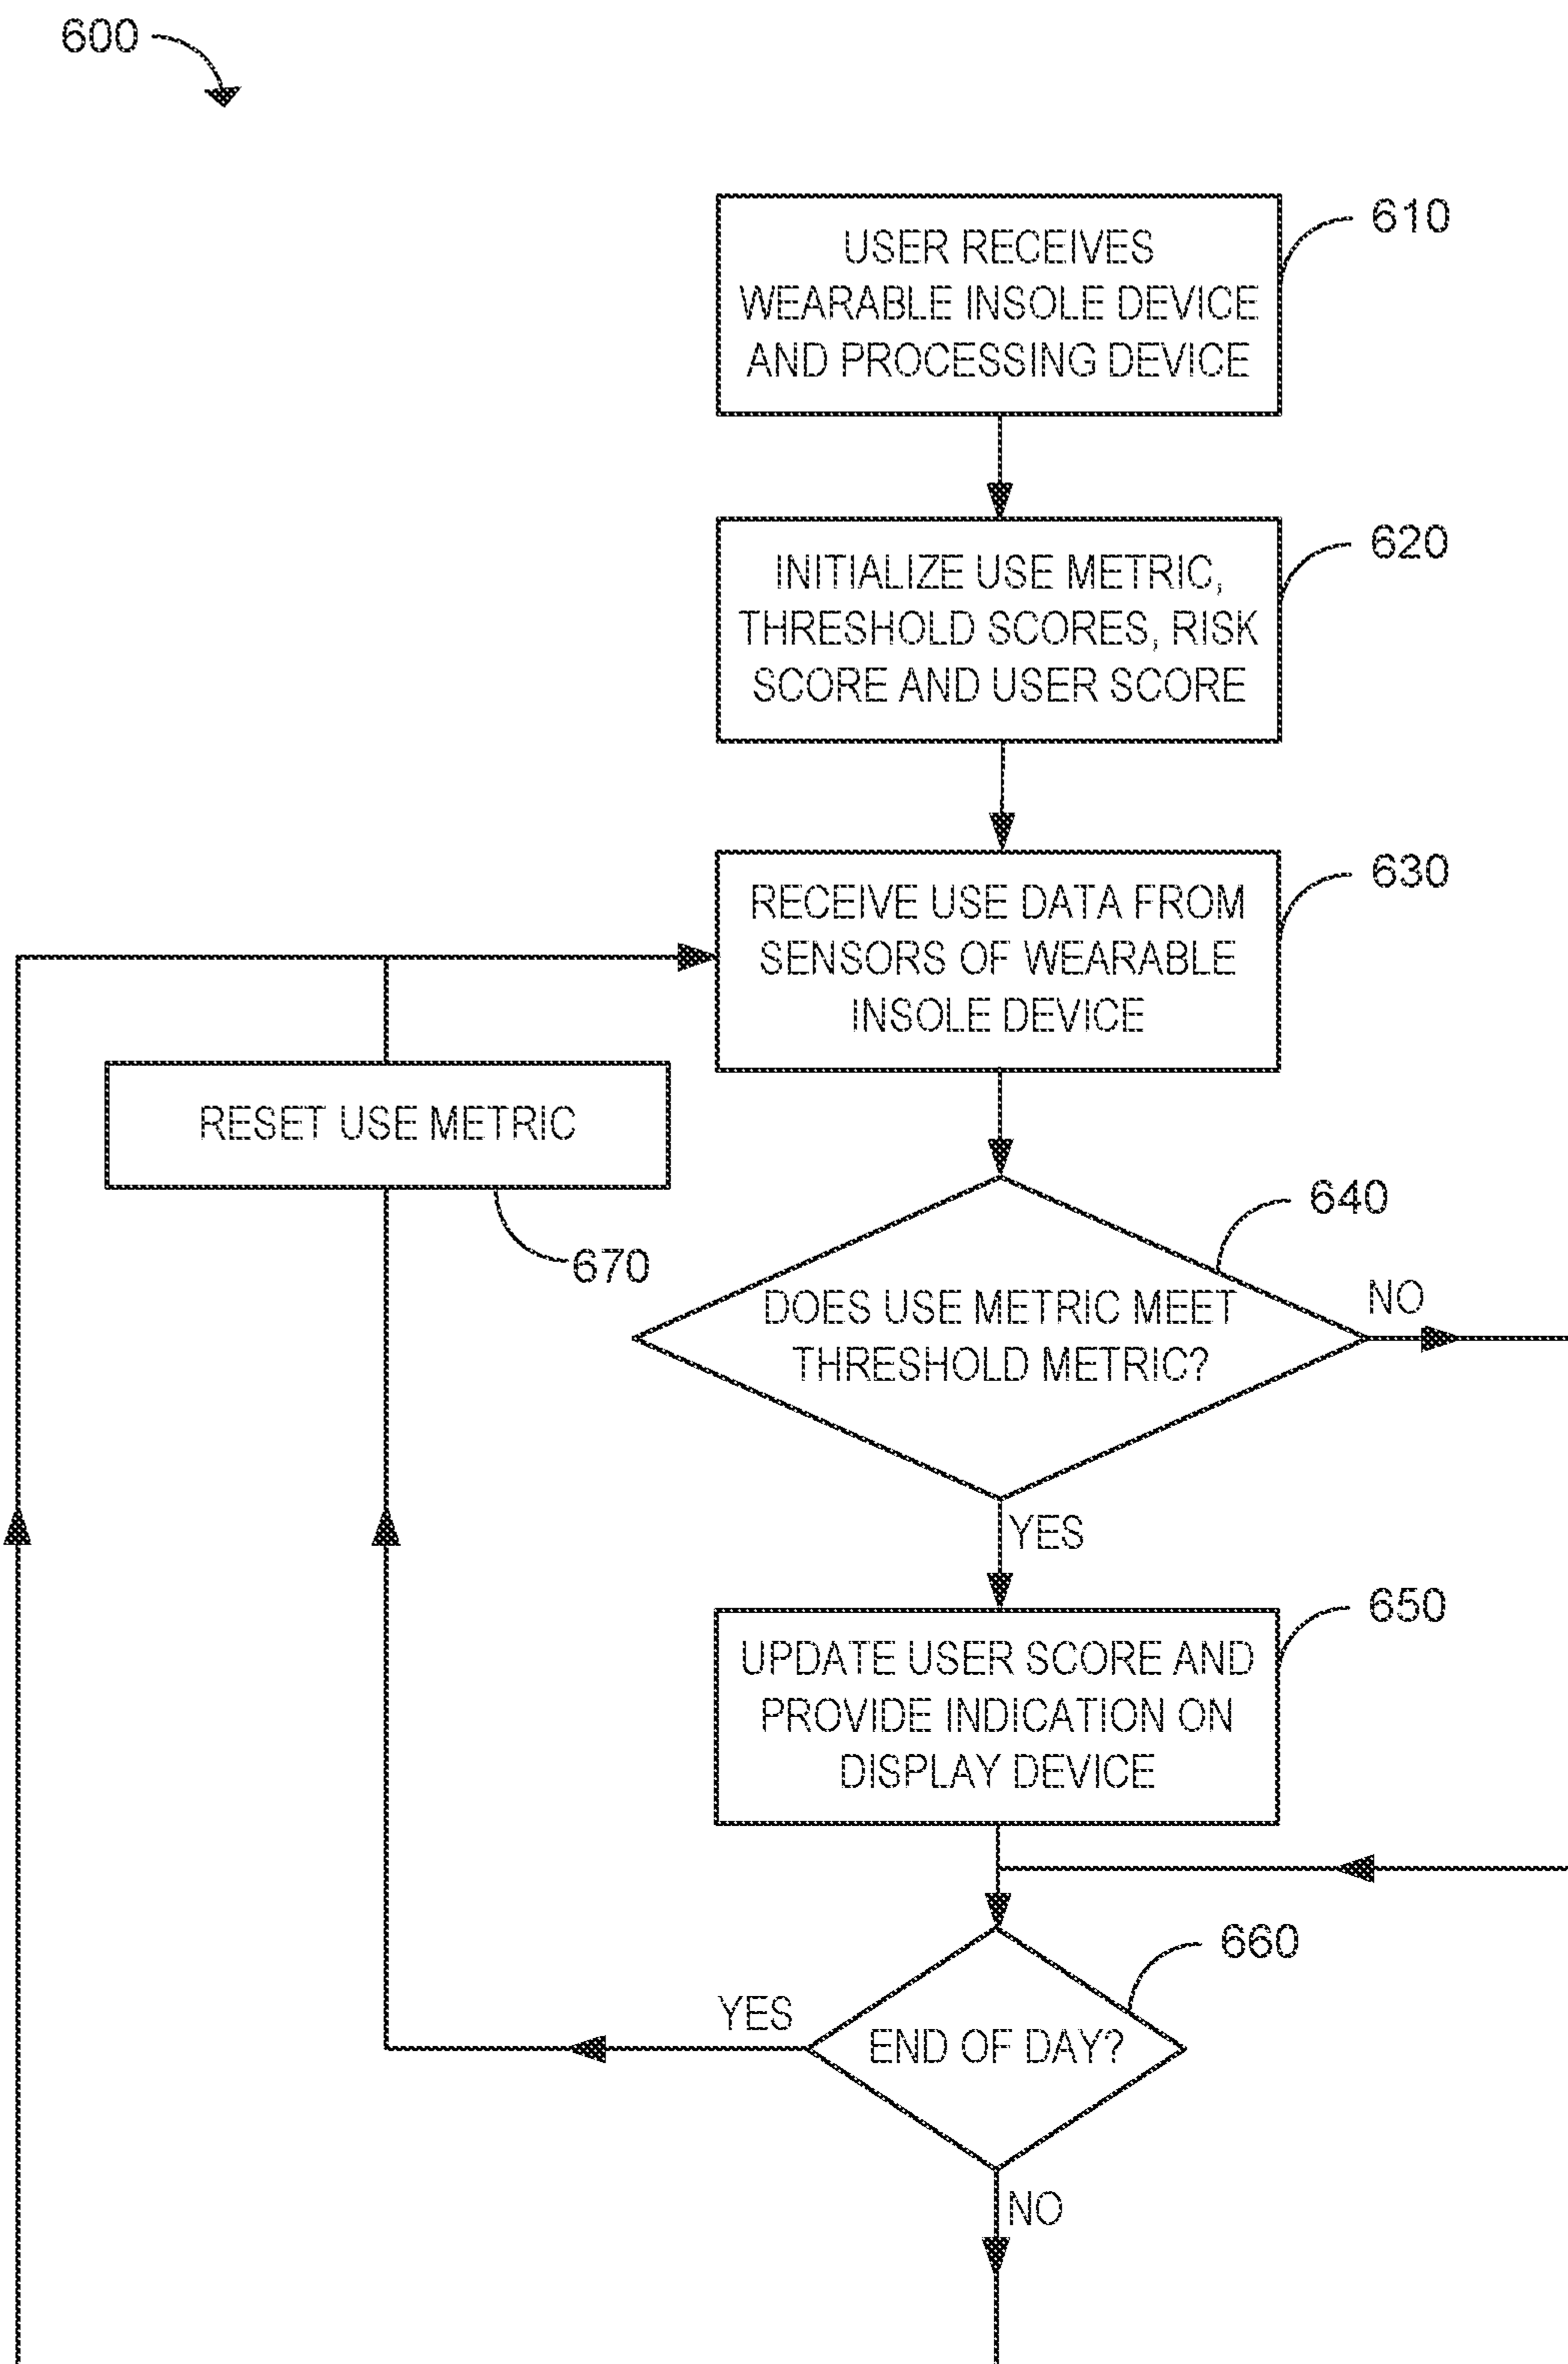 600
USER RECEIVES
WEARABLE INSOLE DEVICE
AND PROCESSING DEVICE
610
INITIALIZE USE METRIC,
THRESHOLD SCORES, RISK
SCORE AND USER SCORE
620
RECEIVE USE DATA FROM
SENSORS OF WEARABLE
INSOLE DEVICE
630
RESET USE METRIC
670
DOES USE METRIC MEET
THRESHOLD METRIC?
640
NO
YES
UPDATE USER SCORE AND
PROVIDE INDICATION ON
DISPLAY DEVICE
650
END OF DAY?
660
YES
NO